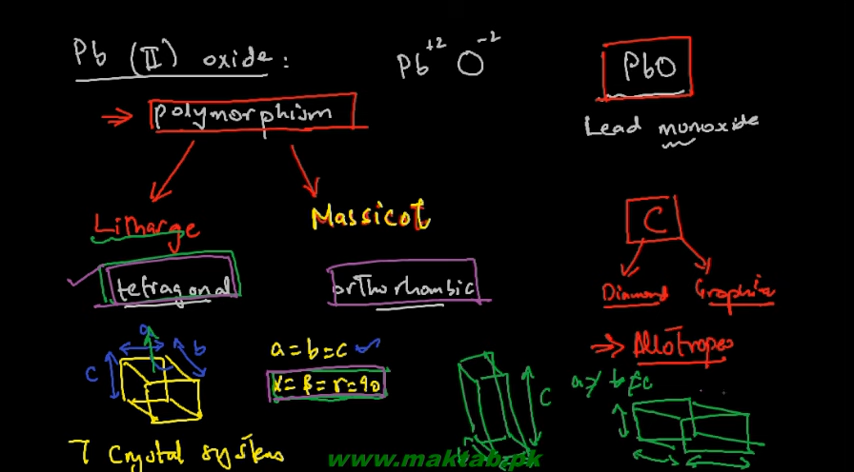 Pb (II) oxide :
Pb+2 O-2
PbO
Lead monoxide
⇒ polymorphism
Litharge
Massicot
C
tetragonal
orthorhambic
Diamond
Graphite
⇒ Allotropes
a
b
c
a = b = c
α = β = γ = 90
C
a ≠ b ≠ c
7 Crystal systems
www.maktab.pk